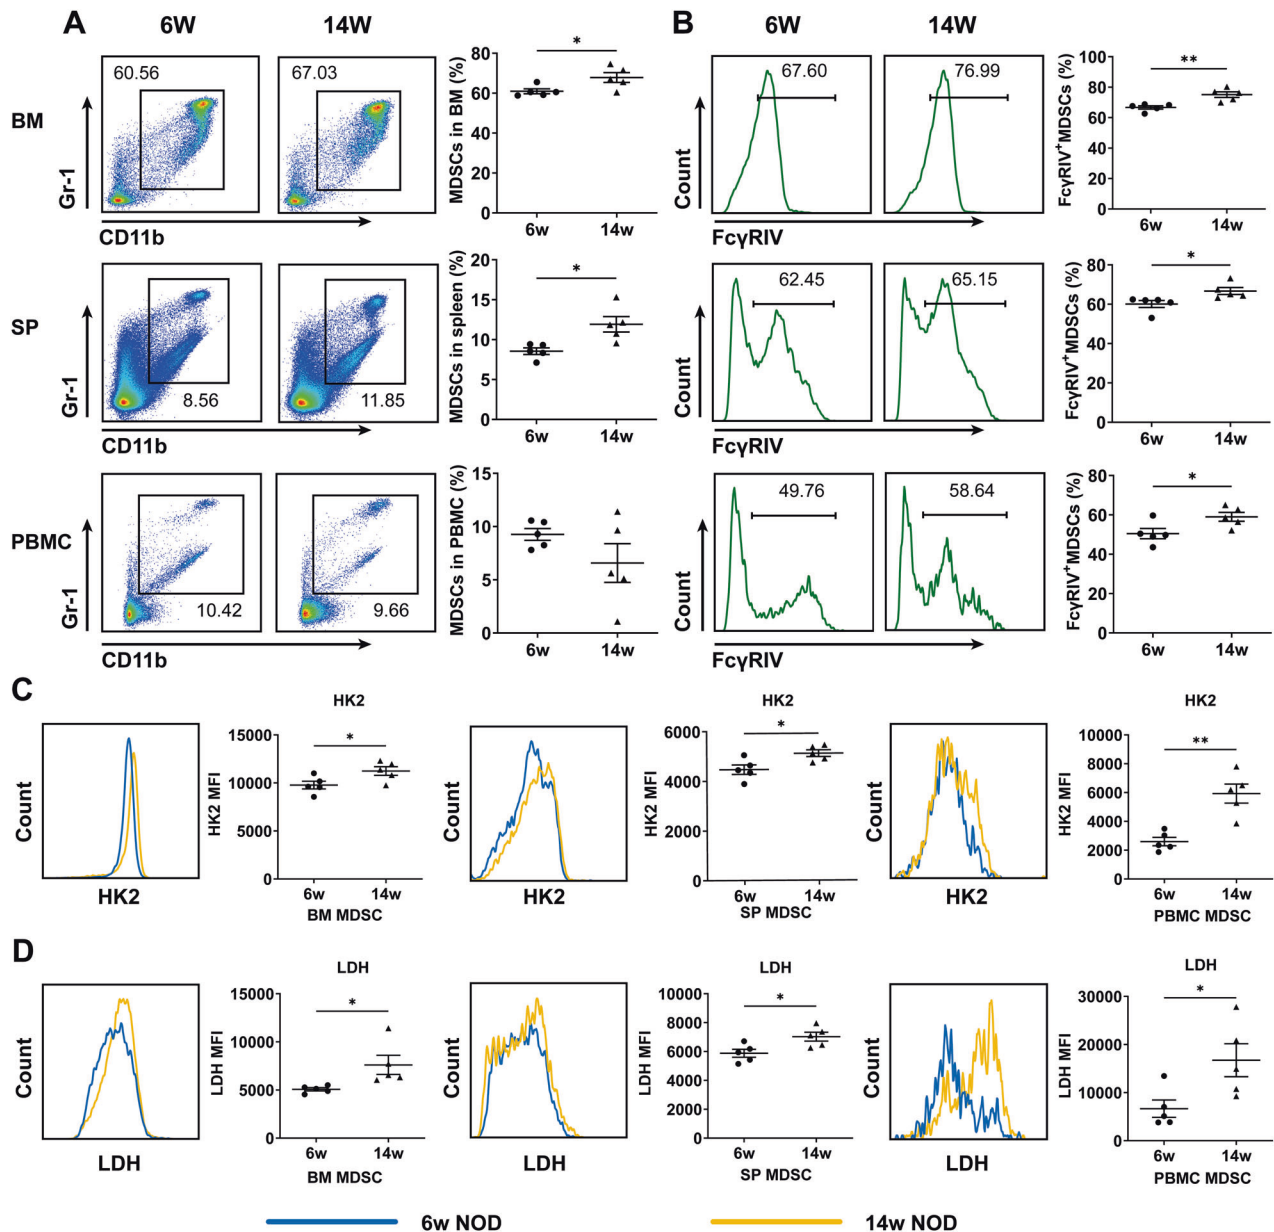 A
6W
14W
B
6W
14W
BM
60.56
67.03
Gr-1
CD11b
MDSCs in BM (%)
80
60
40
20
0
*
6w
14w
67.60
76.99
Count
FcγRIV
FcγRIV+MDSCs (%)
100
80
60
40
20
0
**
6w
14w
SP
8.56
11.85
Gr-1
CD11b
MDSCs in spleen (%)
20
15
10
5
0
*
6w
14w
62.45
65.15
Count
FcγRIV
FcγRIV+MDSCs (%)
80
60
40
20
0
*
6w
14w
PBMC
10.42
9.66
Gr-1
CD11b
MDSCs in PBMC (%)
15
10
5
0
6w
14w
49.76
58.64
Count
FcγRIV
FcγRIV+MDSCs (%)
80
60
40
20
0
*
6w
14w
C
Count
HK2
HK2
HK2 MFI
15000
10000
5000
0
*
6w
14w
BM MDSC
Count
HK2
HK2
HK2 MFI
6000
4000
2000
0
*
6w
14w
SP MDSC
Count
HK2
HK2
HK2 MFI
10000
8000
6000
4000
2000
0
**
6w
14w
PBMC MDSC
D
Count
LDH
LDH
LDH MFI
15000
10000
5000
0
*
6w
14w
BM MDSC
Count
LDH
LDH
LDH MFI
10000
8000
6000
4000
2000
0
*
6w
14w
SP MDSC
Count
LDH
LDH
LDH MFI
30000
20000
10000
0
*
6w
14w
PBMC MDSC
6w NOD
14w NOD